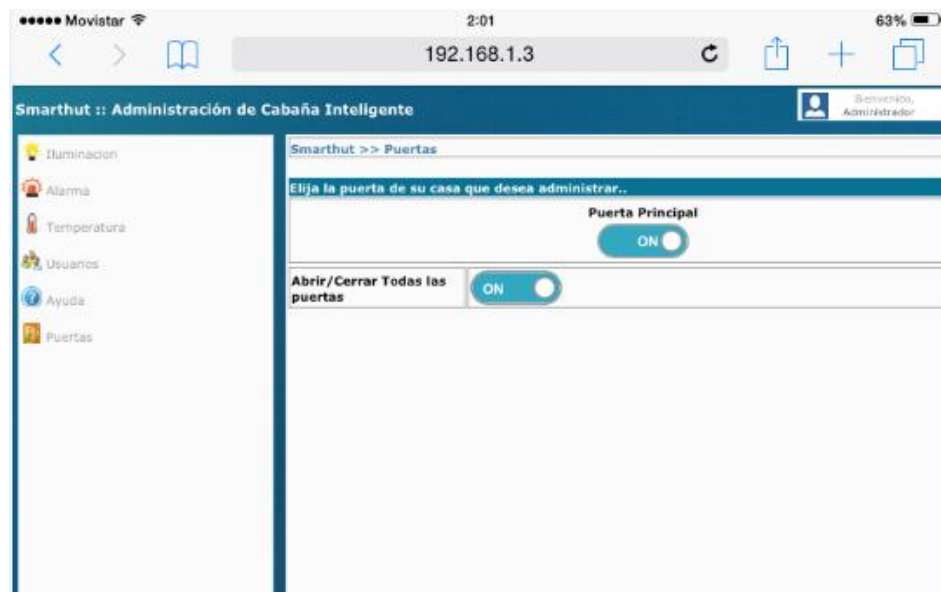 Movistar 2:01 63%
192.168.1.3
Smarthut :: Administración de Cabaña Inteligente
Bienvenido,
Administrador
Iluminacion
Alarma
Temperatura
Usuarios
Ayuda
Puertas
Smarthut >> Puertas
Elija la puerta de su casa que desea administrar..
Puerta Principal
ON
Abrir/Cerrar Todas las
puertas
ON